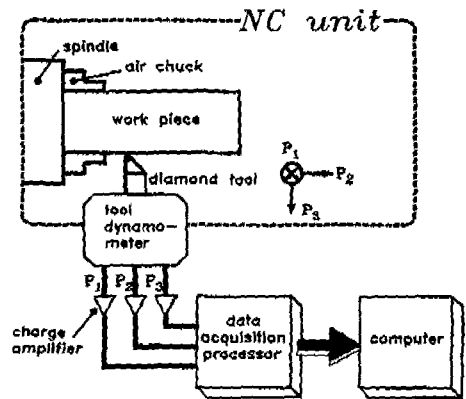 NC unit
spindle
air chuck
work piece
diamond tool
P1
P2
P3
tool
dynamo-
meter
P1 P2 P3
charge
amplifier
data
acquisition
processor
computer